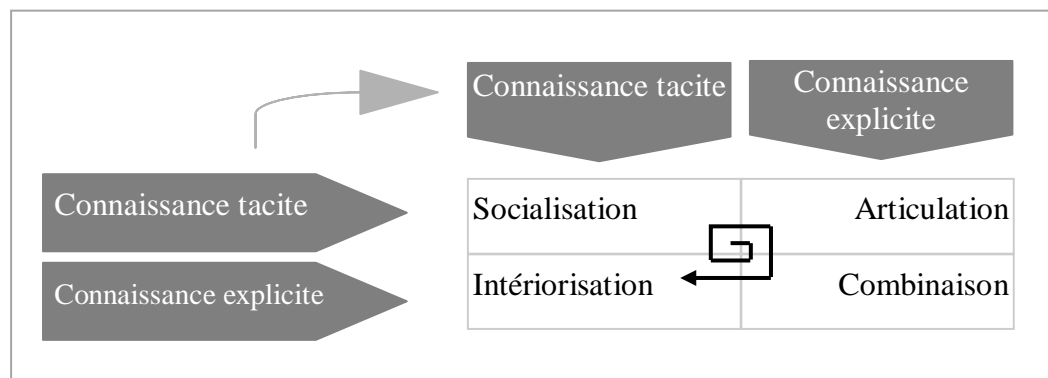 Connaissance tacite
Connaissance
explicite
Connaissance tacite
Socialisation
Articulation
Connaissance explicite
Intériorisation
Combinaison